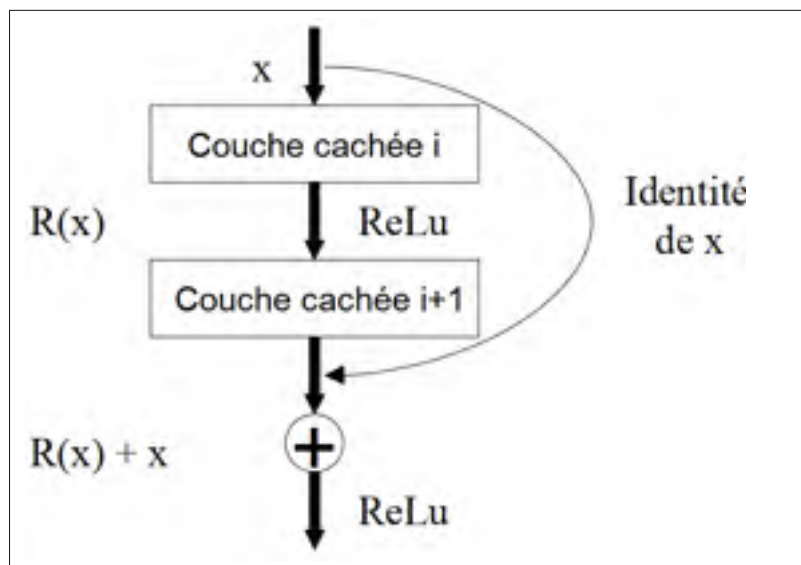 x
Couche cachée i
R(x)
ReLu
Identité
de x
Couche cachée i+1
R(x) + x
+
ReLu